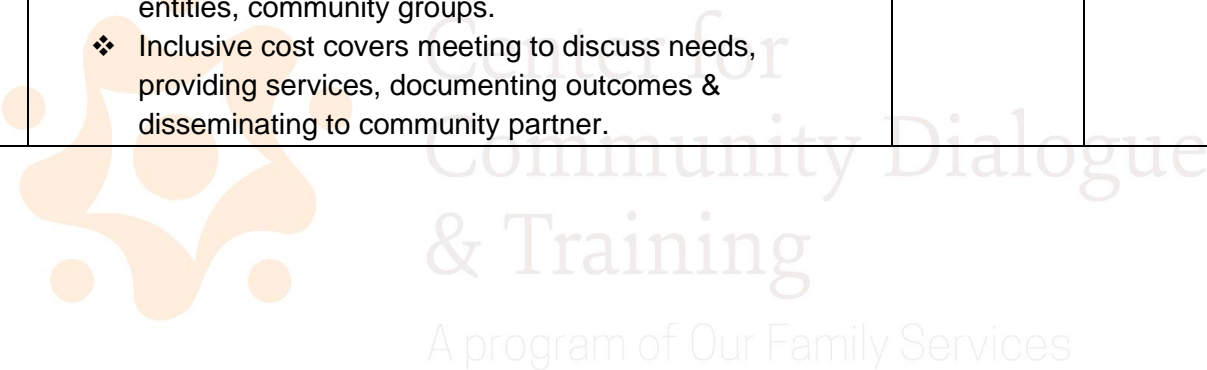 entities, community groups.
❖ Inclusive cost covers meeting to discuss needs,
providing services, documenting outcomes &
disseminating to community partner.
Center for
Community Dialogue
& Training
A program of Our Family Services